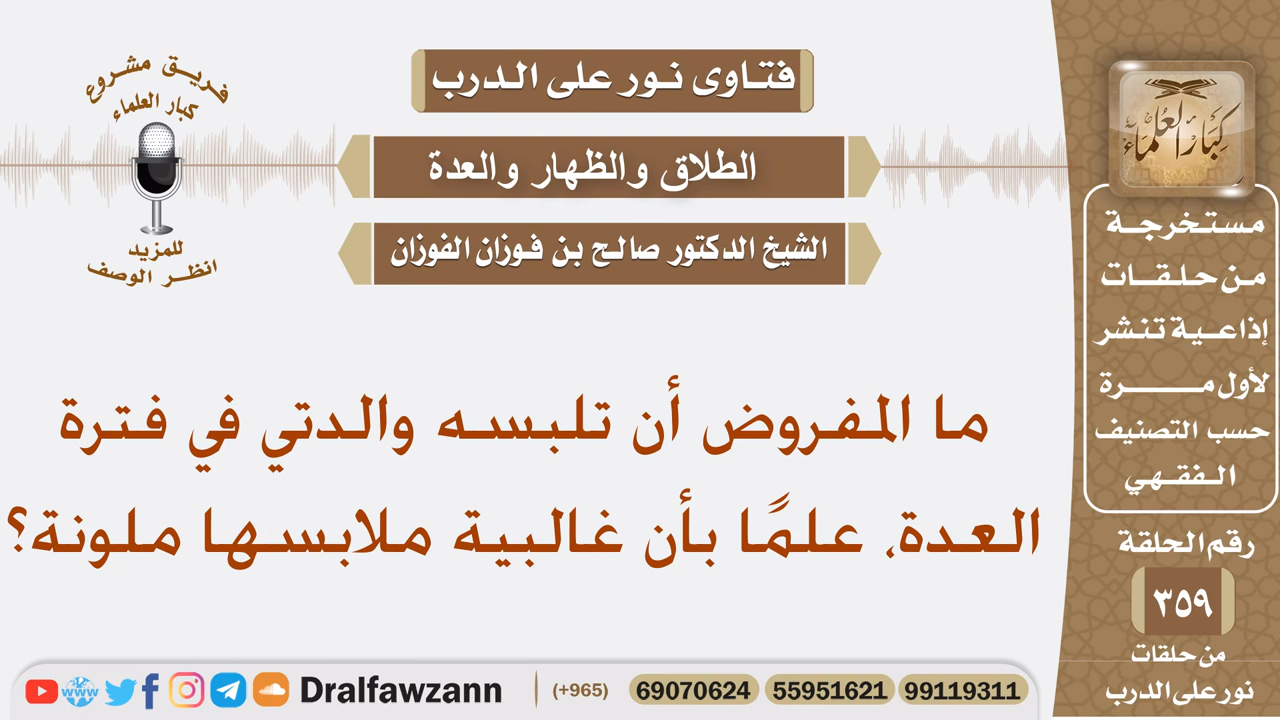 فتاوى نور على الدرب
الطلاق والظهار والعدة
الشيخ الدكتور صالح بن فوزان الفوزان
فريق مشروع
كبار العلماء
للمزيد
انظر الوصف
ما المفروض أن تلبسه والدتي في فترة
العدة، علمًا بأن غالبية ملابسها ملونة؟
كبار العلماء
مستخرجة
من حلقات
إذاعية تنشر
لأول مرة
حسب التصنيف
الفقهي
رقم الحلقة
٣٥٩
من حلقات
نور على الدرب
www Dralfawzann (+965) 69070624 55951621 99119311